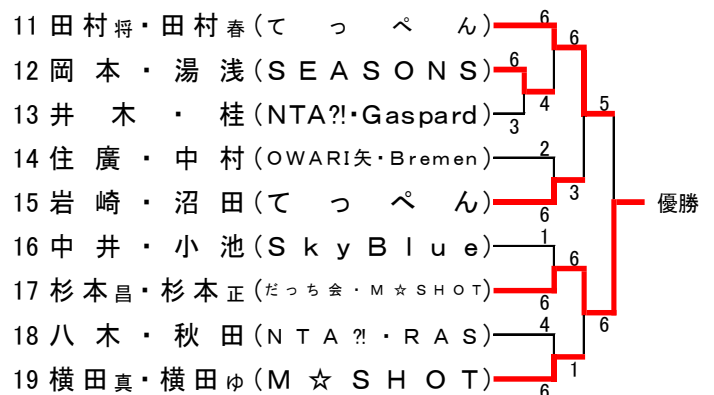 11 田村将・田村春(てっぺん) 6 6
12 岡本・湯浅(SEASONS) 6 4 5
13 井木・桂(NTA?!・Gaspard) 3
14 住廣・中村(OWARI矢・Bremen) 2 3
15 岩崎・沼田(てっぺん) 6 優勝
16 中井・小池(SkyBlue) 1 6
17 杉本昌・杉本正(だっち会・M☆SHOT) 6 6
18 八木・秋田(NTA?!・RAS) 4 1
19 横田真・横田ゆ(M☆SHOT) 6